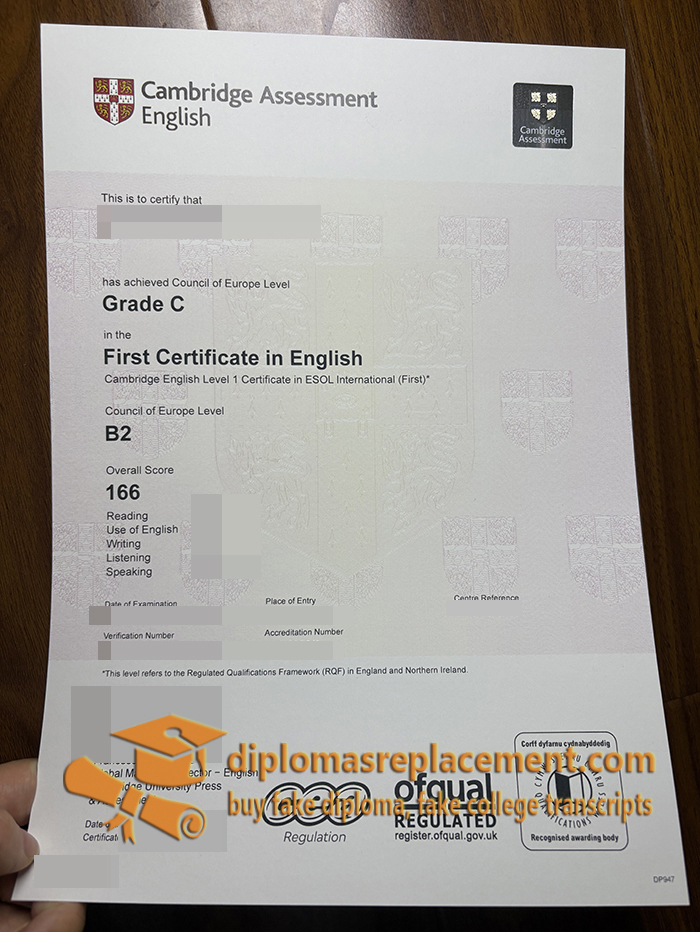 Cambridge Assessment
English
Cambridge
Assessment
This is to certify that
has achieved Council of Europe Level
Grade C
in the
First Certificate in English
Cambridge English Level 1 Certificate in ESOL International (First)*
Council of Europe Level
B2
Overall Score
166
Reading
Use of English
Writing
Listening
Speaking
Date of Examination
Place of Entry
Centre Reference
Verification Number
Accreditation Number
*This level refers to the Regulated Qualifications Framework (RQF) in England and Northern Ireland.
diplomasreplacement.com
buy fake diploma, fake college transcripts
– English
University Press
Regulation
ofqual
REGULATED
register.ofqual.gov.uk
Corff dyfarnu cydnabyddedig
Recognised awarding body
DP947